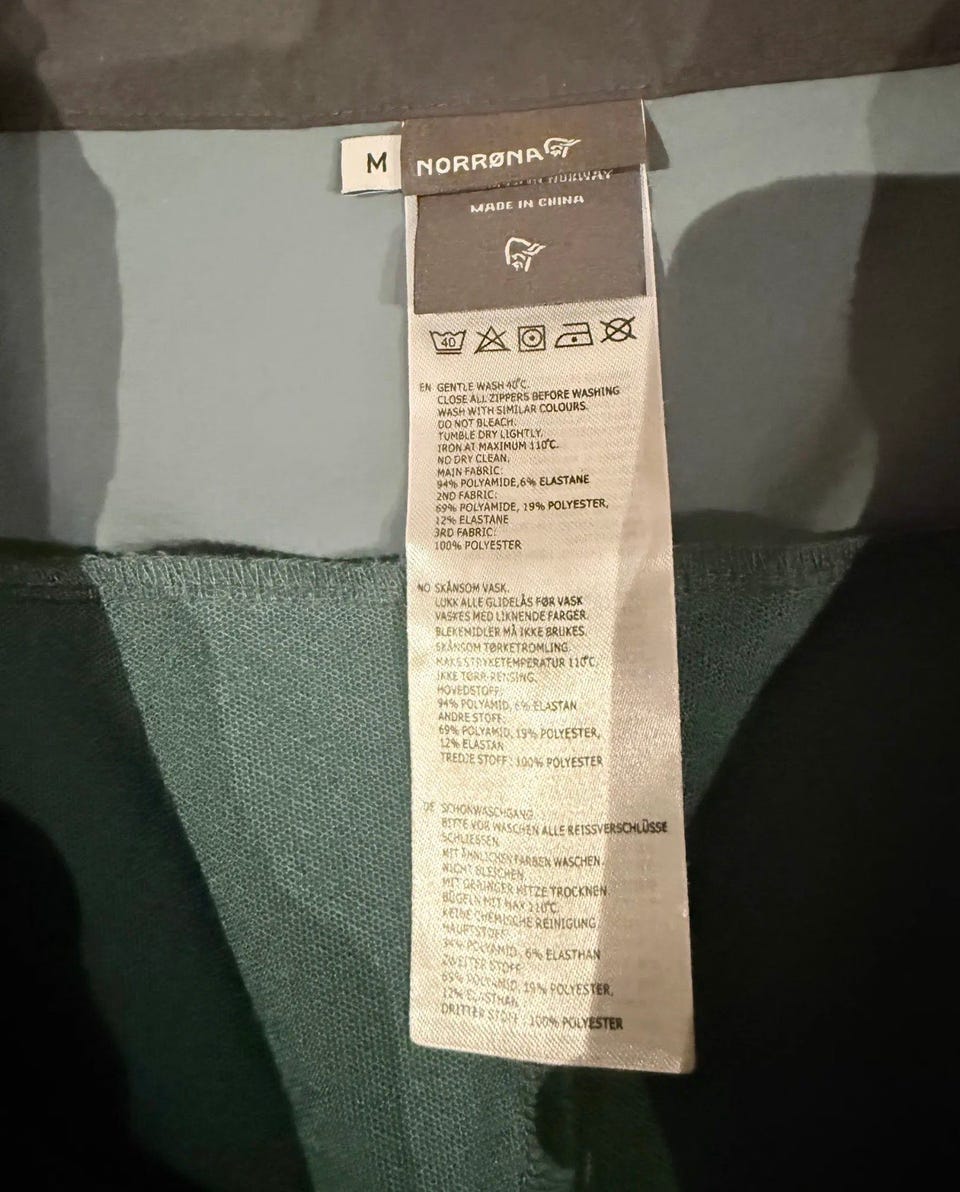 M
NORRØNA
NORWAY
MADE IN CHINA
40
EN GENTLE WASH 40°C.
CLOSE ALL ZIPPERS BEFORE WASHING
WASH WITH SIMILAR COLOURS.
DO NOT BLEACH.
TUMBLE DRY LIGHTLY.
IRON AT MAXIMUM 110°C.
NO DRY CLEAN.
MAIN FABRIC:
94% POLYAMIDE,6% ELASTANE
2ND FABRIC:
69% POLYAMIDE, 19% POLYESTER,
12% ELASTANE
3RD FABRIC:
100% POLYESTER
NO SKÅNSOM VASK.
LUKK ALLE GLIDELÅS FØR VASK
VASKES MED LIKNENDE FARGER.
BLEKEMIDLER MÅ IKKE BRUKES.
SKÅNSOM TØRKETROMLING.
MAKS STRYKETEMPERATUR 110°C.
IKKE TØRR-RENSING.
HOVEDSTOFF:
94% POLYAMID, 6% ELASTAN
ANDRE STOFF:
69% POLYAMID, 19% POLYESTER,
12% ELASTAN
TREDJE STOFF: 100% POLYESTER
DE SCHONWASCHGANG
BITTE VOR WASCHEN ALLE REISSVERSCHLÜSSE
SCHLIESSEN
MIT ÄHNLICHEN FARBEN WASCHEN.
NICHT BLEICHEN.
MIT GERINGER HITZE TROCKNEN.
BÜGELN MIT MAX 110°C.
KEINE CHEMISCHE REINIGUNG.
HAUPTSTOFF:
94% POLYAMID, 6% ELASTHAN
ZWEITER STOFF:
69% POLYAMID, 19% POLYESTER,
12% ELASTHAN
DRITTER STOFF: 100% POLYESTER